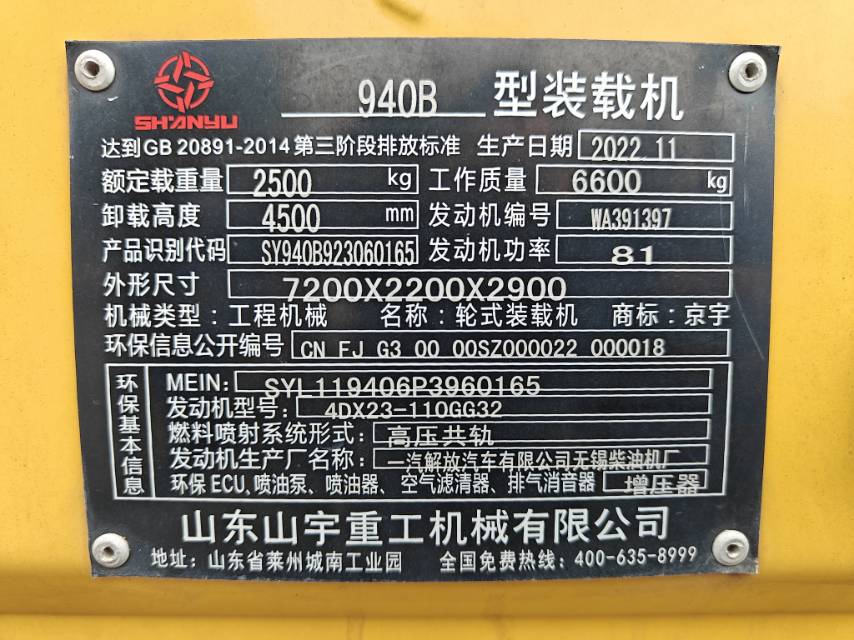 SHANYU
940B 型装载机
达到GB 20891-2014第三阶段排放标准 生产日期 2022.11
额定载重量 2500 kg 工作质量 6600 kg
卸载高度 4500 mm 发动机编号 WA391397
产品识别代码 SY940B923060165 发动机功率 81
外形尺寸 7200X2200X2900
机械类型:工程机械 名称:轮式装载机 商标:京宇
环保信息公开编号 CN FJ G3 00 00SZ000022 000018
环保基本信息
MEIN: SYL119406P3960165
发动机型号: 4DX23-110GG32
燃料喷射系统形式: 高压共轨
发动机生产厂名称: 一汽解放汽车有限公司无锡柴油机厂
环保ECU、喷油泵、喷油器、空气滤清器、排气消音器 增压器
山东山宇重工机械有限公司
地址:山东省莱州城南工业园 全国免费热线:400-635-8999